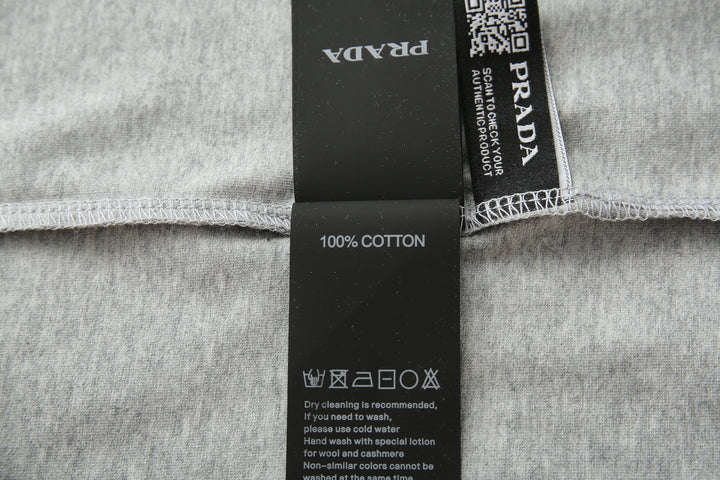 PRADA
PRADA
SCAN TO CHECK YOUR
AUTHENTIC PRODUCT
100% COTTON
Dry cleaning is recommended,
If you need to wash,
please use cold water
Hand wash with special lotion
for wool and cashmere
Non-similar colors cannot be
washed at the same time